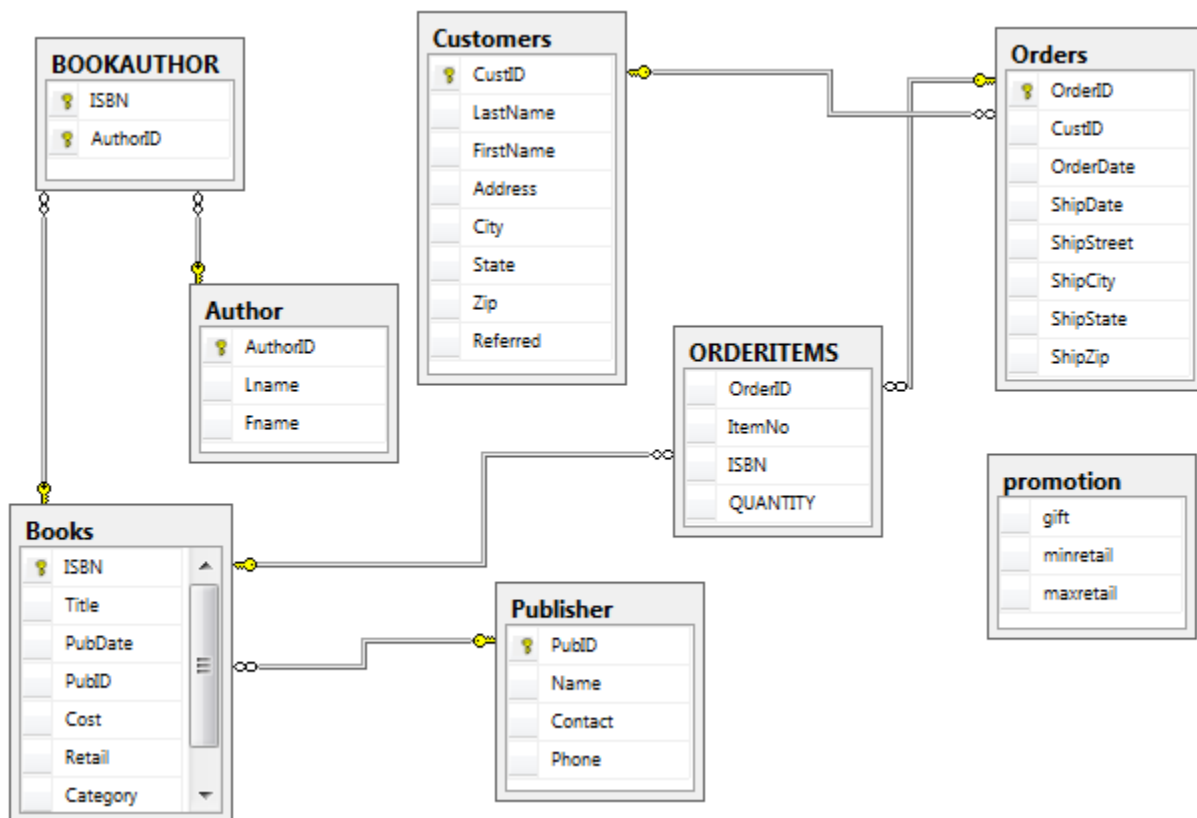 BOOKAUTHOR
ISBN
AuthorID
Customers
CustID
LastName
FirstName
Address
City
State
Zip
Referred
Orders
OrderID
CustID
OrderDate
ShipDate
ShipStreet
ShipCity
ShipState
ShipZip
Author
AuthorID
Lname
Fname
ORDERITEMS
OrderID
ItemNo
ISBN
QUANTITY
promotion
gift
minretail
maxretail
Books
ISBN
Title
PubDate
PubID
Cost
Retail
Category
Publisher
PubID
Name
Contact
Phone